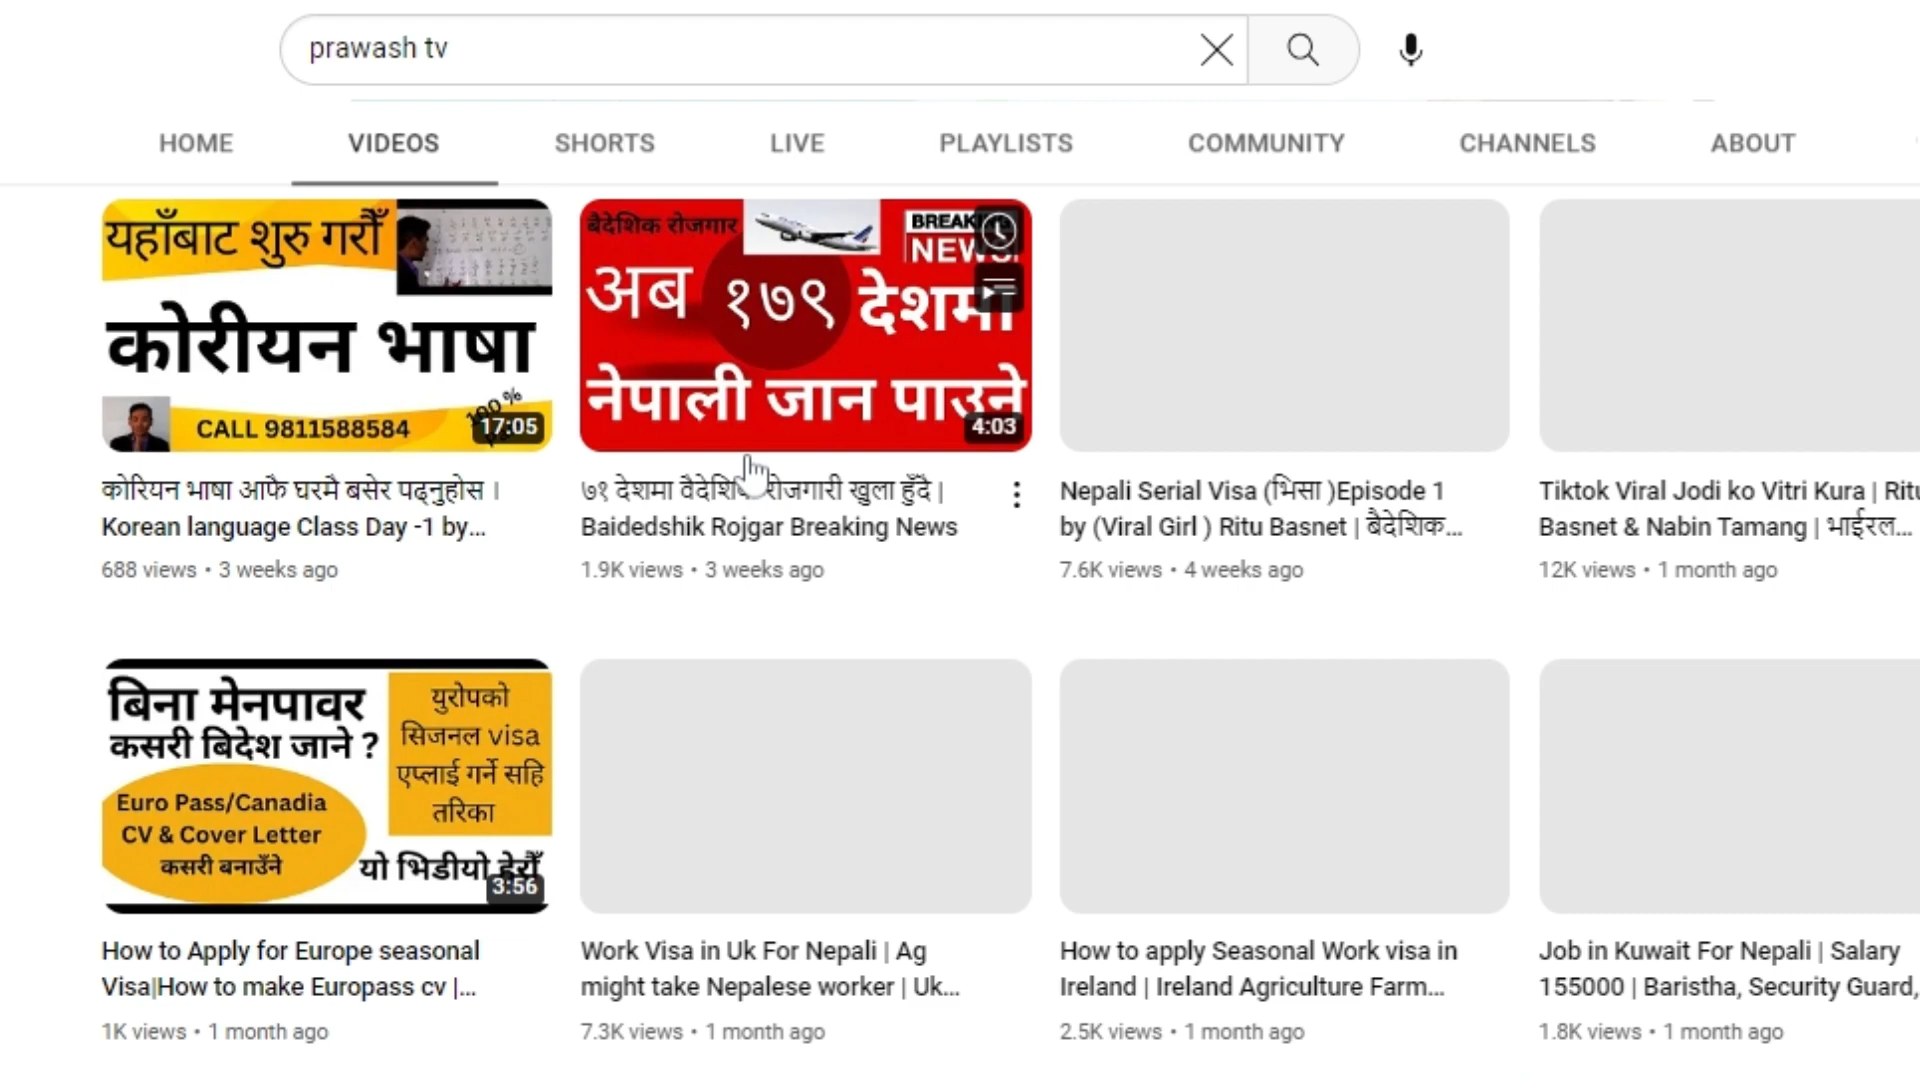 prawash tv
HOME VIDEOS SHORTS LIVE PLAYLISTS COMMUNITY CHANNELS ABOUT
यहाँबाट शुरु गरौँ
कोरीयन भाषा
100 %
CALL 9811588584
17:05
बैदेशिक रोजगार
BREAKING
NEWS
अब १७९ देशमा
नेपाली जान पाउने
4:03
कोरियन भाषा आफै घरमै बसेर पढ्नुहोस ।
Korean language Class Day -1 by...
688 views • 3 weeks ago
७१ देशमा वैदेशिक रोजगारी खुला हुँदै |
Baidedshik Rojgar Breaking News
1.9K views • 3 weeks ago
Nepali Serial Visa (भिसा )Episode 1
by (Viral Girl ) Ritu Basnet | बैदेशिक...
7.6K views • 4 weeks ago
Tiktok Viral Jodi ko Vitri Kura | Ritu
Basnet & Nabin Tamang | भाईरल...
12K views • 1 month ago
बिना मेनपावर
कसरी बिदेश जाने ?
Euro Pass/Canadia
CV & Cover Letter
कसरी बनाउँने
युरोपको
सिजनल visa
एप्लाई गर्ने सहि
तरिका
यो भिडीयो हेरौँ
3:56
How to Apply for Europe seasonal
Visa|How to make Europass cv |...
1K views • 1 month ago
Work Visa in Uk For Nepali | Ag
might take Nepalese worker | Uk...
7.3K views • 1 month ago
How to apply Seasonal Work visa in
Ireland | Ireland Agriculture Farm...
2.5K views • 1 month ago
Job in Kuwait For Nepali | Salary
155000 | Baristha, Security Guard,
1.8K views • 1 month ago